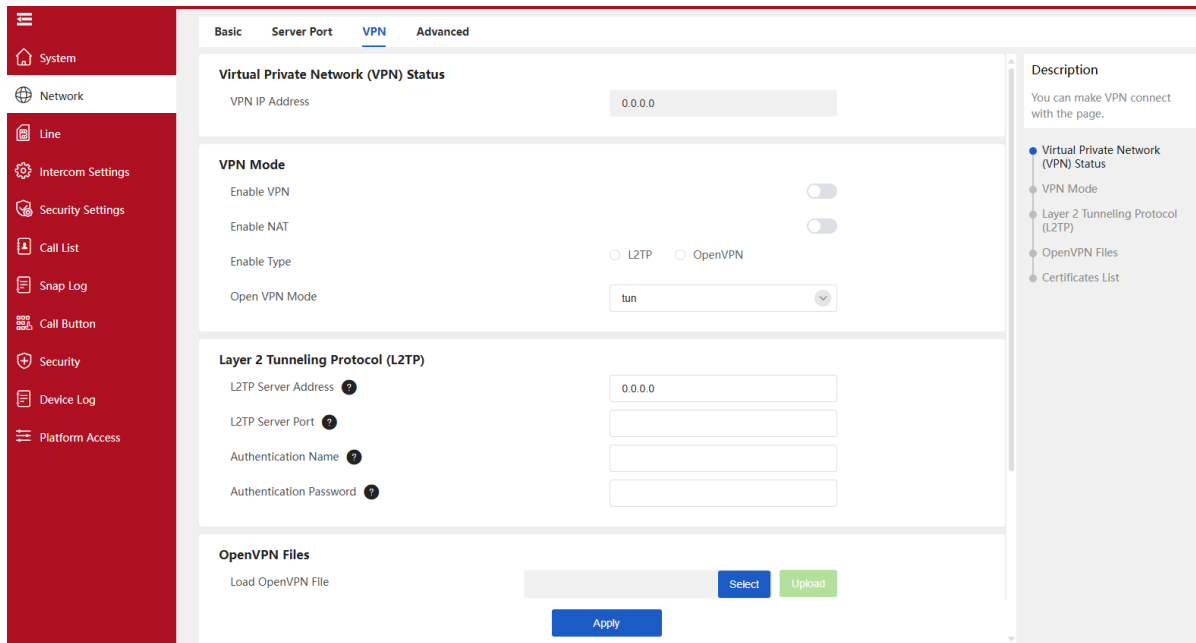 System
Network
Line
Intercom Settings
Security Settings
Call List
Snap Log
Call Button
Security
Device Log
Platform Access
Basic Server Port VPN Advanced
Virtual Private Network (VPN) Status
VPN IP Address 0.0.0.0
VPN Mode
Enable VPN
Enable NAT
Enable Type L2TP OpenVPN
Open VPN Mode tun
Layer 2 Tunneling Protocol (L2TP)
L2TP Server Address ? 0.0.0.0
L2TP Server Port ?
Authentication Name ?
Authentication Password ?
OpenVPN Files
Load OpenVPN File Select Upload
Apply
Description
You can make VPN connect
with the page.
Virtual Private Network
(VPN) Status
VPN Mode
Layer 2 Tunneling Protocol
(L2TP)
OpenVPN Files
Certificates List